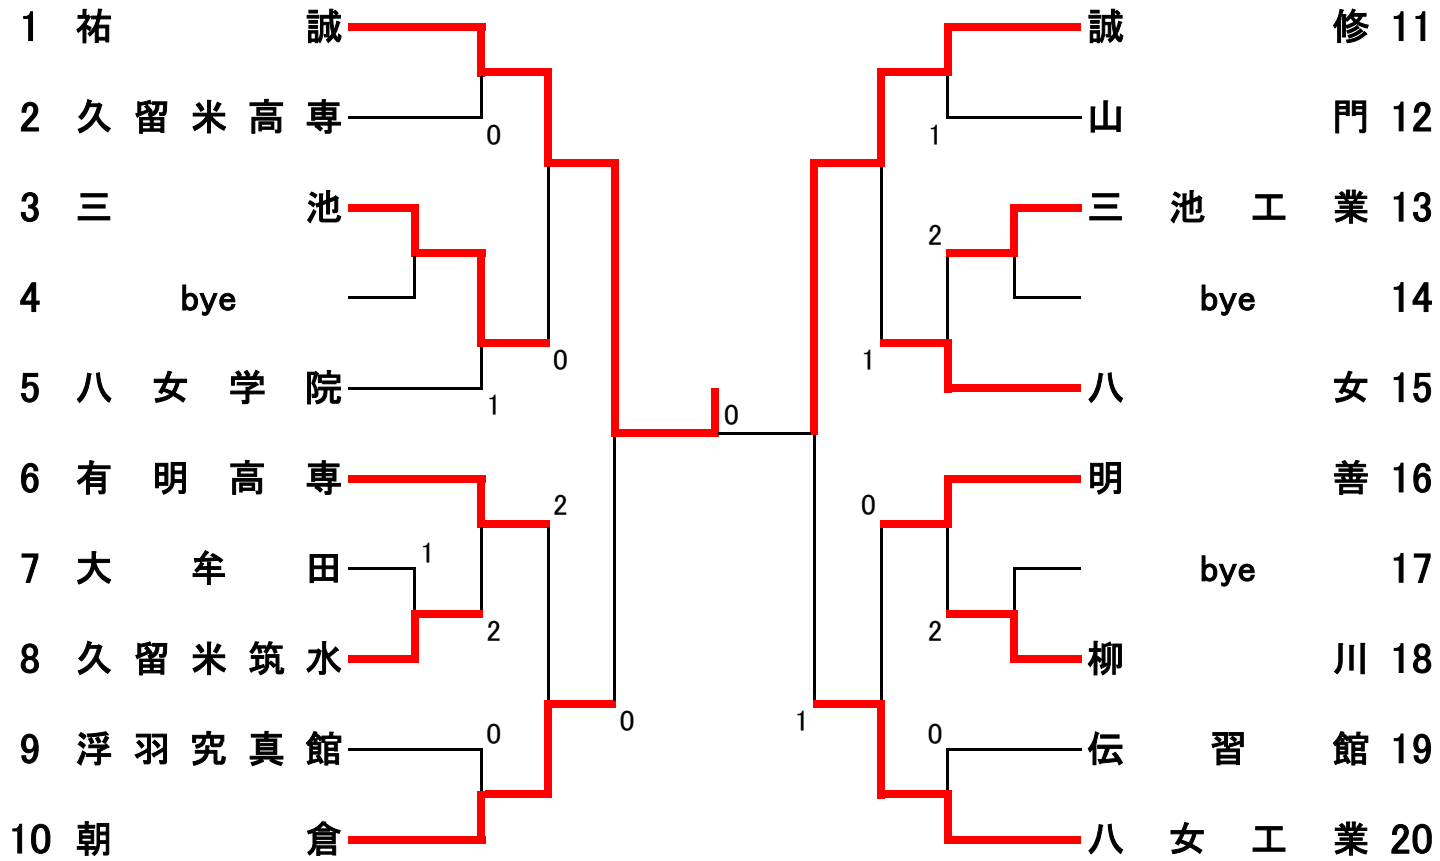 1 祐誠 誠修 11
2 久留米高専 山門 12
0 1
3 三池 三池工業 13
2
4 bye bye 14
0 1
5 八女学院 八女 15
1 0
6 有明高専 明善 16
2 0
1
7 大牟田 bye 17
2 2
8 久留米筑水 柳川 18
0 1
0 0
9 浮羽究真館 伝習館 19
10 朝倉 八女工業 20